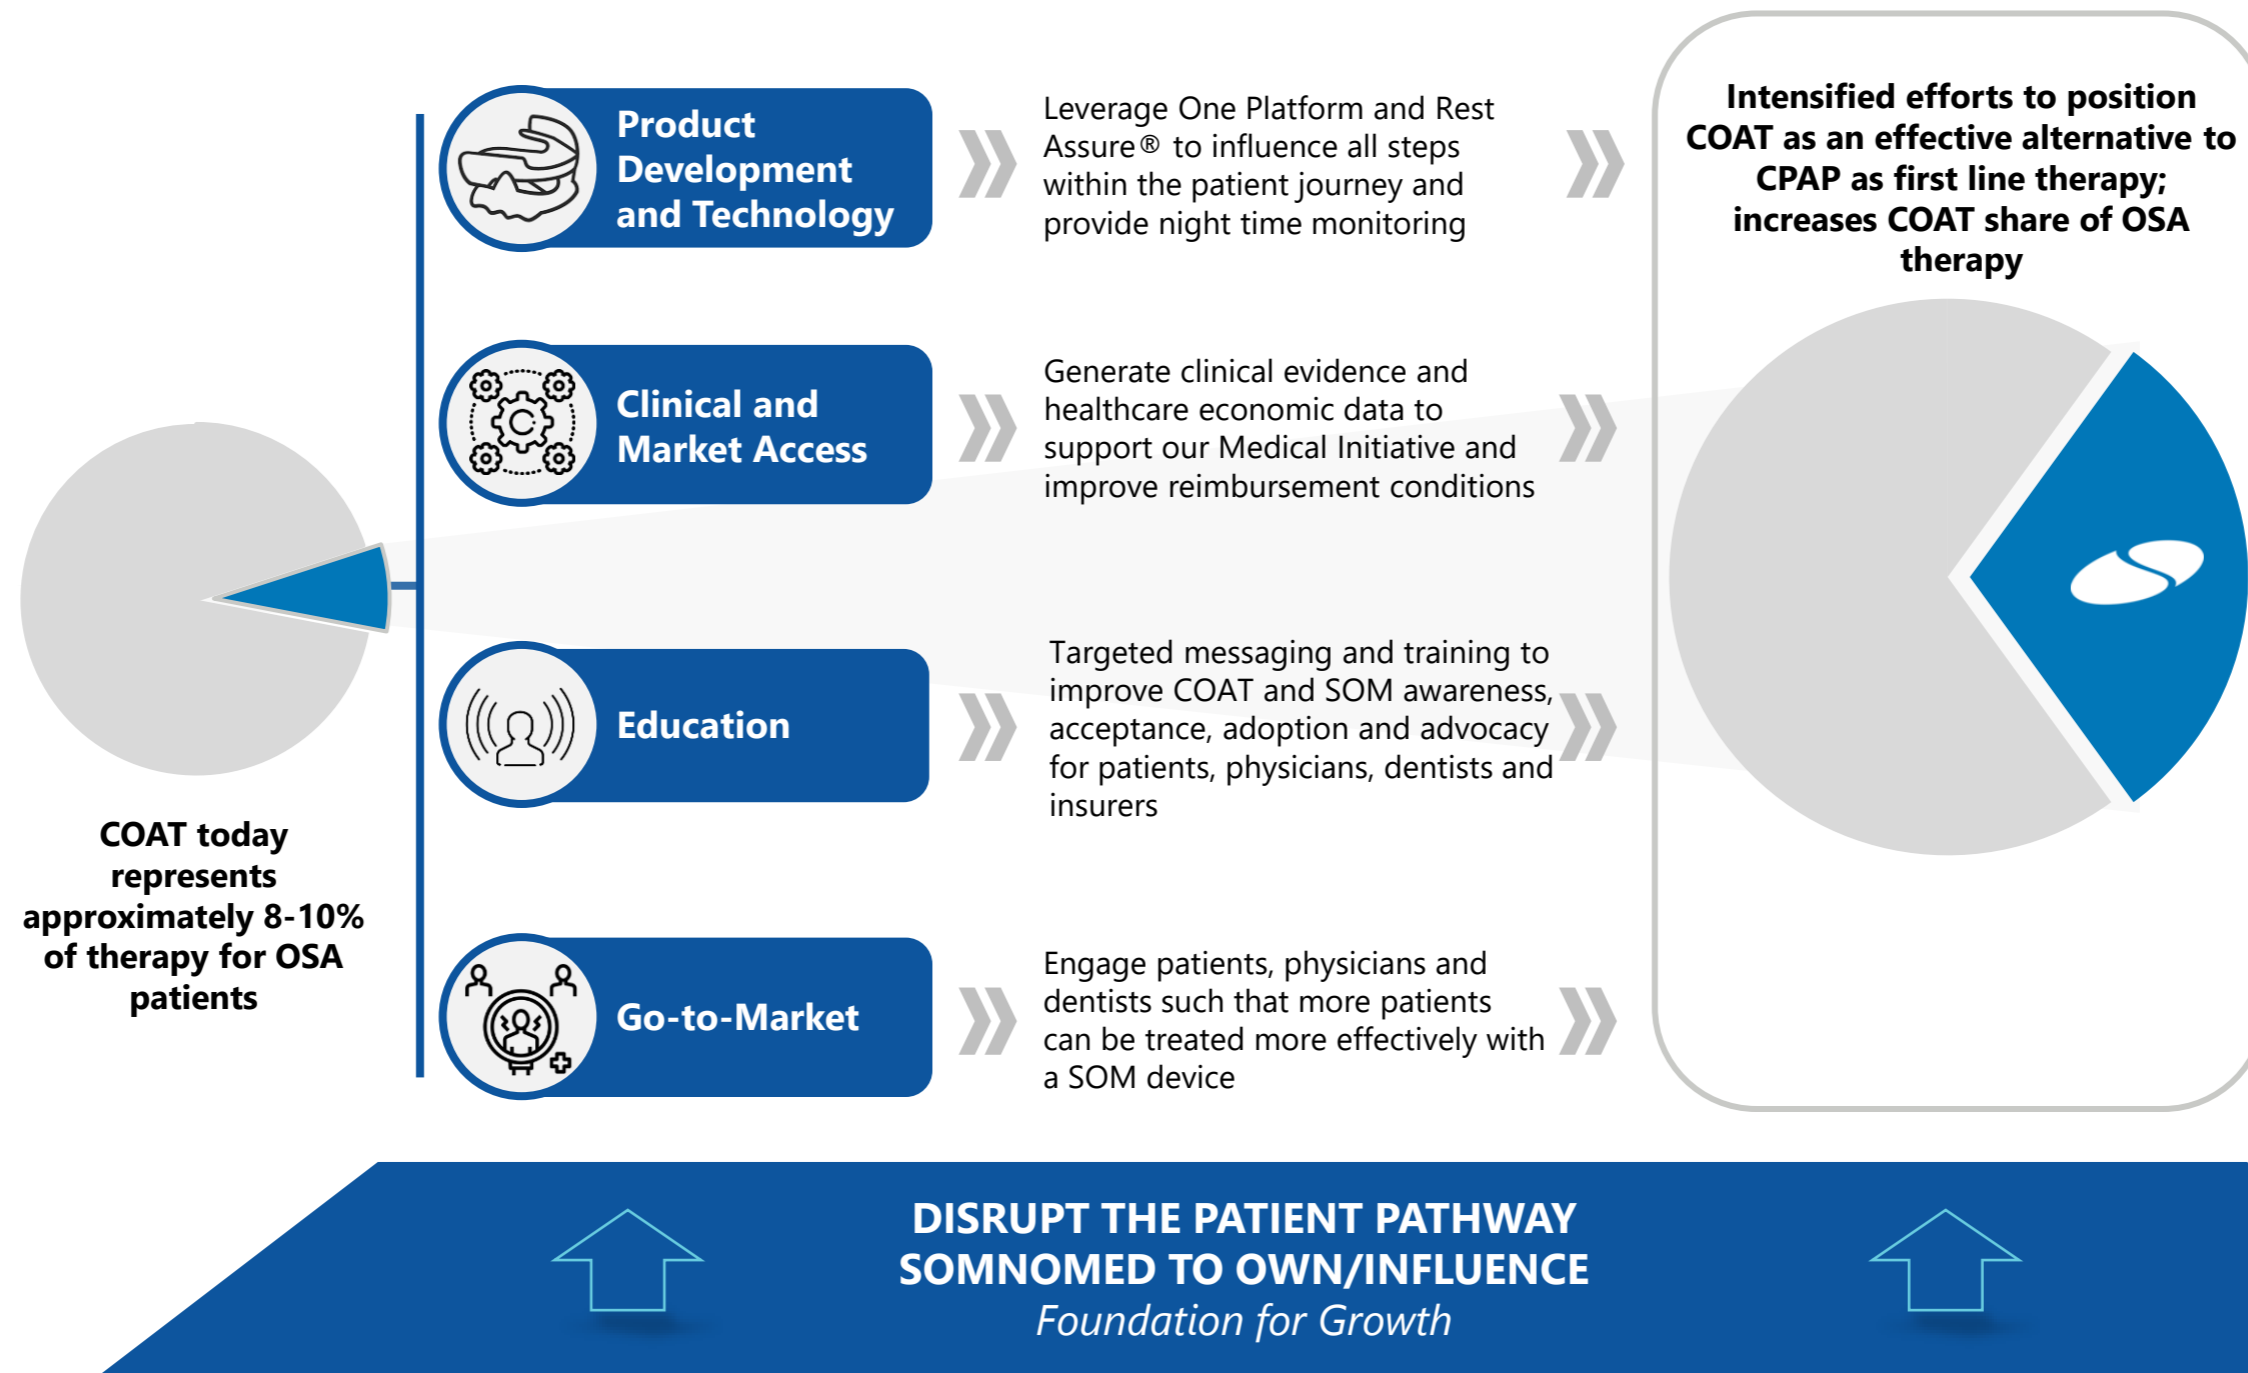 COAT today
represents
approximately 8-10%
of therapy for OSA
patients
Product
Development
and Technology
Leverage One Platform and Rest
Assure® to influence all steps
within the patient journey and
provide night time monitoring
Clinical and
Market Access
Generate clinical evidence and
healthcare economic data to
support our Medical Initiative and
improve reimbursement conditions
Education
Targeted messaging and training to
improve COAT and SOM awareness,
acceptance, adoption and advocacy
for patients, physicians, dentists and
insurers
Go-to-Market
Engage patients, physicians and
dentists such that more patients
can be treated more effectively with
a SOM device
Intensified efforts to position
COAT as an effective alternative to
CPAP as first line therapy;
increases COAT share of OSA
therapy
DISRUPT THE PATIENT PATHWAY
SOMNOMED TO OWN/INFLUENCE
Foundation for Growth